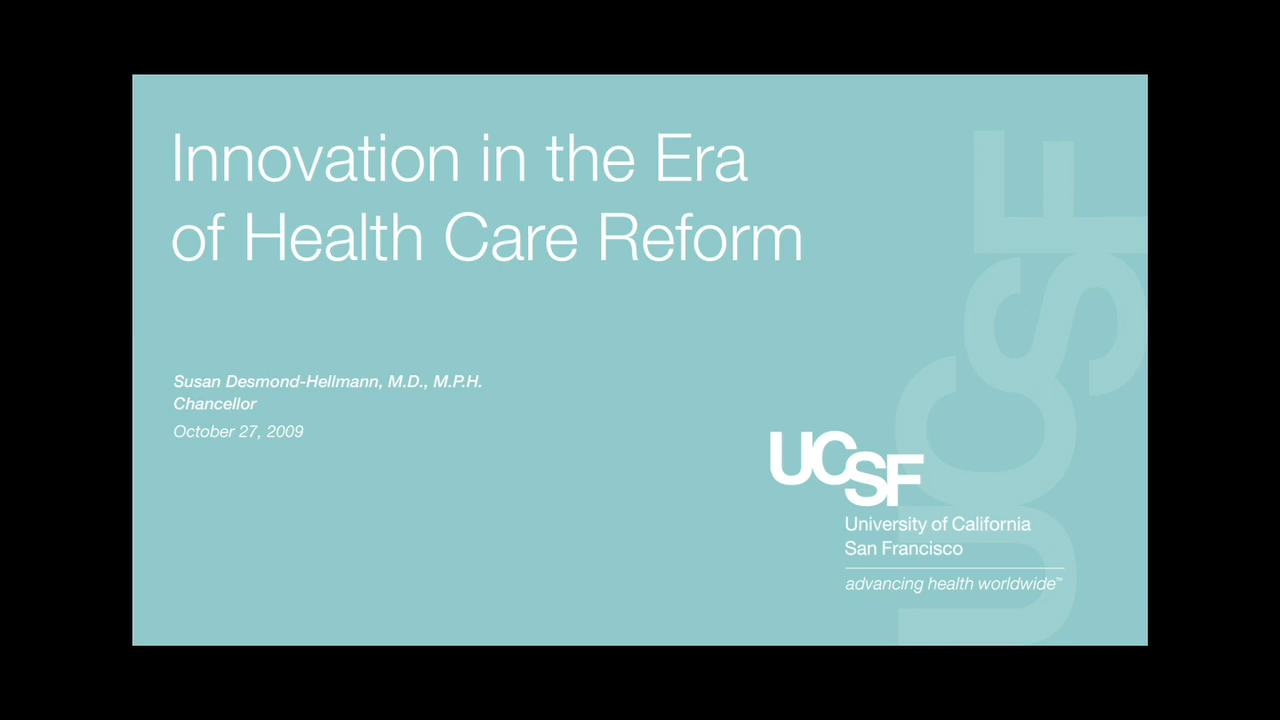 Innovation in the Era
of Health Care Reform
Susan Desmond-Hellmann, M.D., M.P.H.
Chancellor
October 27, 2009
UCSF
University of California
San Francisco
advancing health worldwide™
UCSF